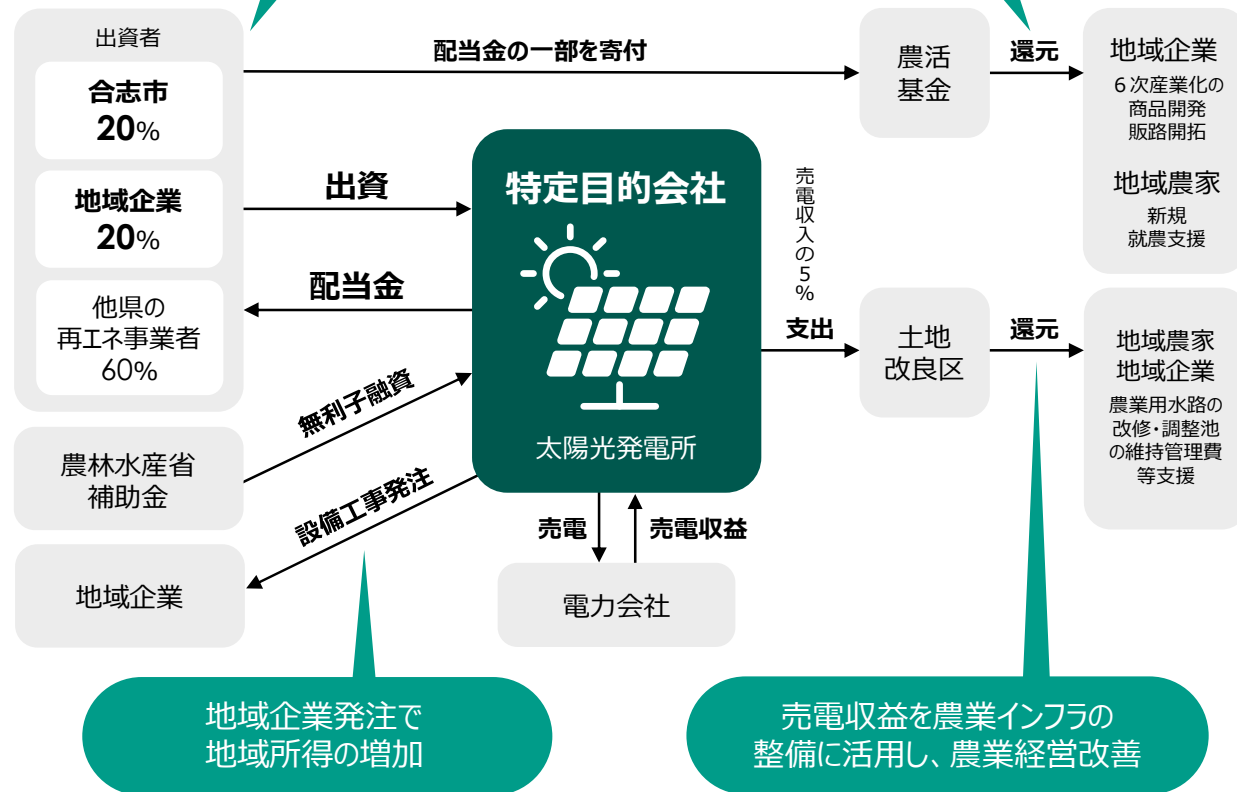 出資者
合志市
20%
地域企業
20%
他県の
再エネ事業者
60%
農林水産省
補助金
地域企業
配当金の一部を寄付
出資
配当金
無利子融資
設備工事発注
特定目的会社
太陽光発電所
売電
売電収益
電力会社
売電収入の5%
支出
農活
基金
還元
地域企業
6次産業化の
商品開発
販路開拓
地域農家
新規
就農支援
土地
改良区
還元
地域農家
地域企業
農業用水路の
改修・調整池
の維持管理費
等支援
地域企業発注で
地域所得の増加
売電収益を農業インフラの
整備に活用し、農業経営改善